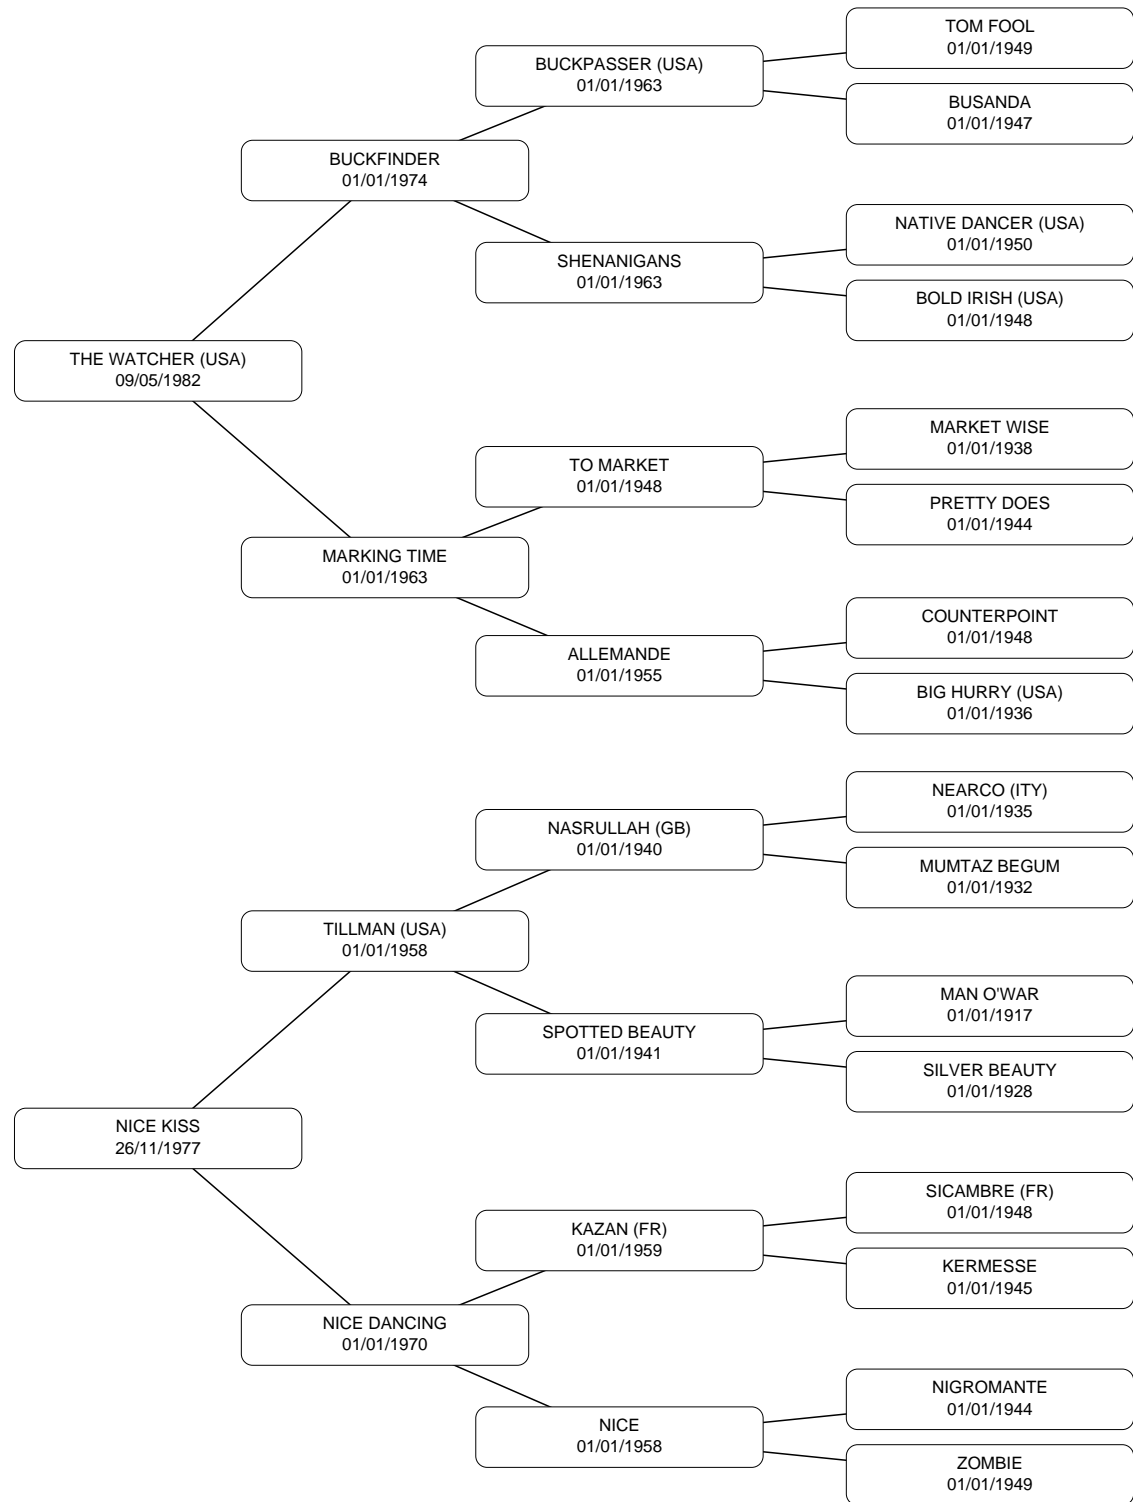 TOM FOOL
01/01/1949
BUCKPASSER (USA)
01/01/1963
BUSANDA
01/01/1947
BUCKFINDER
01/01/1974
NATIVE DANCER (USA)
01/01/1950
SHENANIGANS
01/01/1963
BOLD IRISH (USA)
01/01/1948
THE WATCHER (USA)
09/05/1982
MARKET WISE
01/01/1938
TO MARKET
01/01/1948
PRETTY DOES
01/01/1944
MARKING TIME
01/01/1963
COUNTERPOINT
01/01/1948
ALLEMANDE
01/01/1955
BIG HURRY (USA)
01/01/1936
NEARCO (ITY)
01/01/1935
NASRULLAH (GB)
01/01/1940
MUMTAZ BEGUM
01/01/1932
TILLMAN (USA)
01/01/1958
MAN O'WAR
01/01/1917
SPOTTED BEAUTY
01/01/1941
SILVER BEAUTY
01/01/1928
NICE KISS
26/11/1977
SICAMBRE (FR)
01/01/1948
KAZAN (FR)
01/01/1959
KERMESSE
01/01/1945
NICE DANCING
01/01/1970
NIGROMANTE
01/01/1944
NICE
01/01/1958
ZOMBIE
01/01/1949